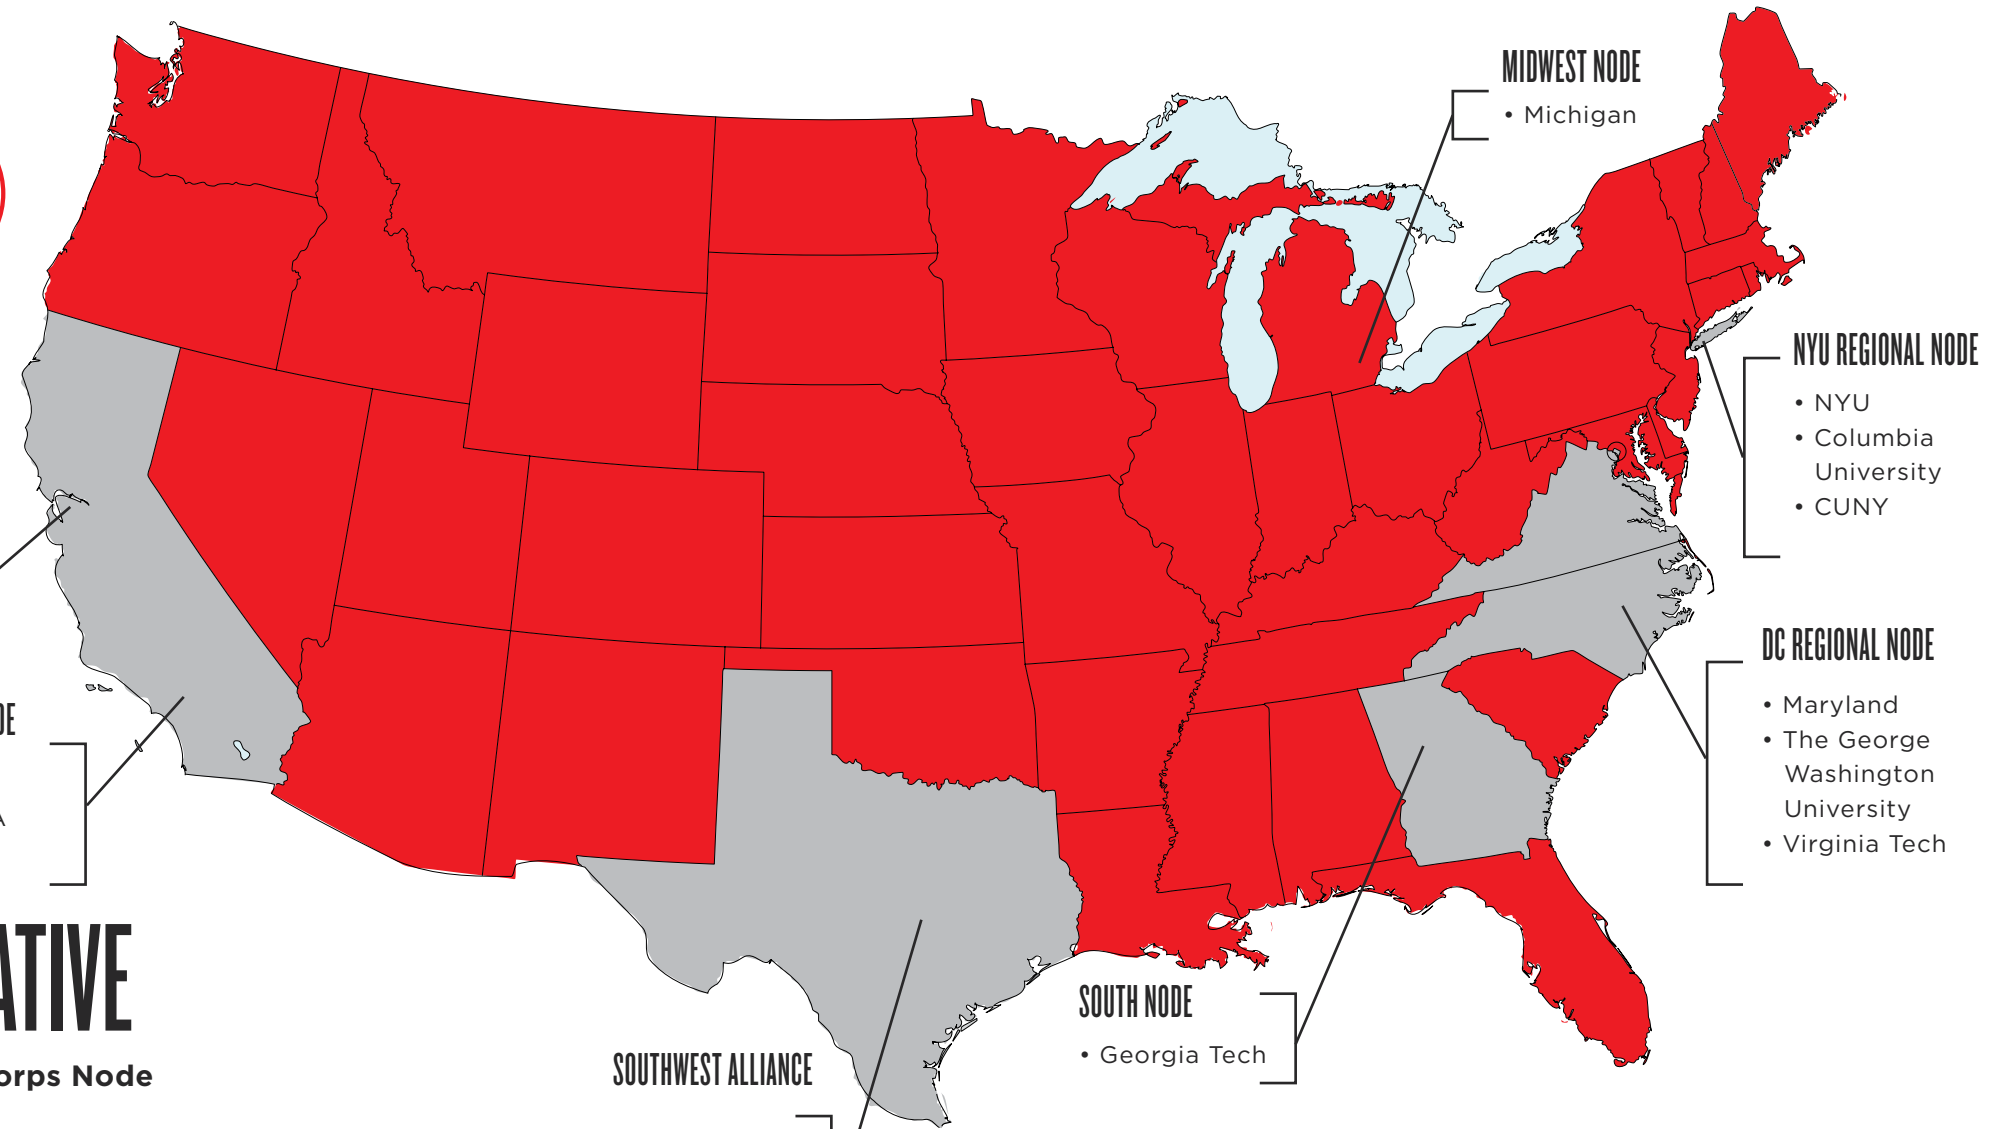 MIDWEST NODE
• Michigan
NYU REGIONAL NODE
• NYU
• Columbia
University
• CUNY
DC REGIONAL NODE
• Maryland
• The George
Washington
University
• Virginia Tech
DE
A
ATIVE
orps Node
SOUTHWEST ALLIANCE
SOUTH NODE
• Georgia Tech